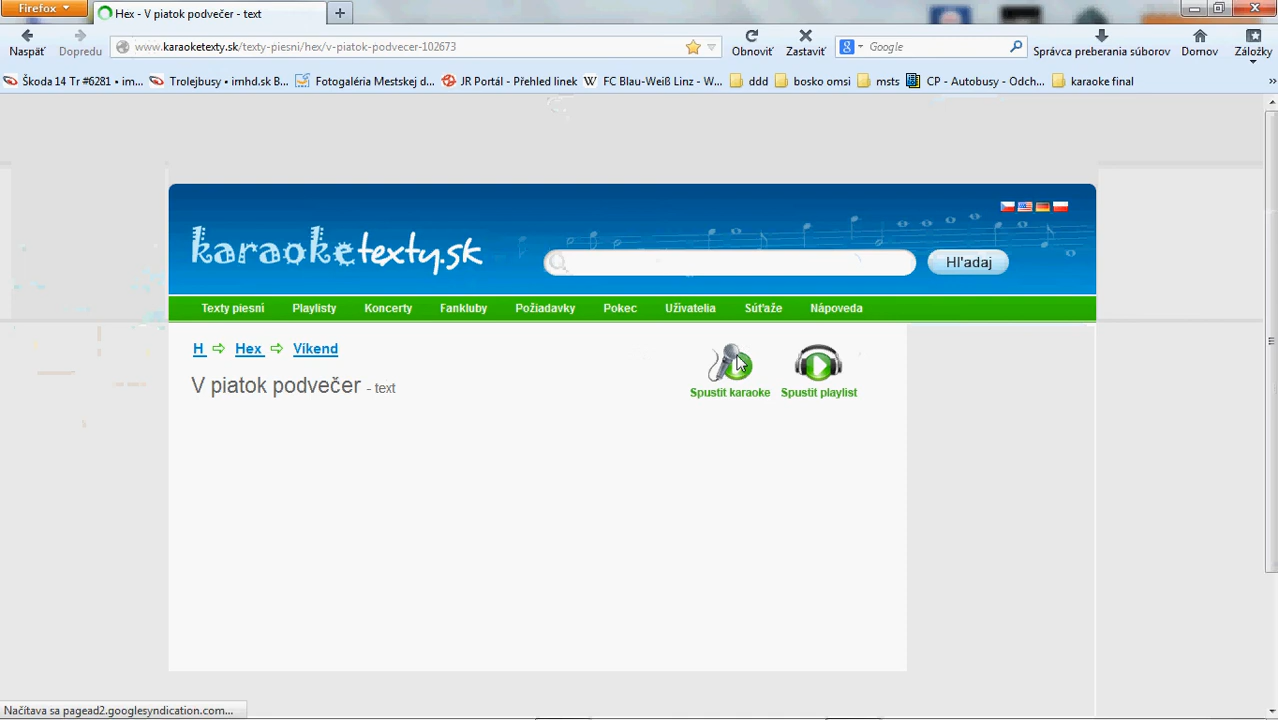 Firefox
Hex - V piatok podvečer - text
Naspäť
Dopredu
www.karaoketexty.sk/texty-piesni/hex/v-piatok-podvecer-102673
Obnoviť
Zastaviť
Google
Správca preberania súborov
Domov
Záložky
Škoda 14 Tr #6281 • im...
Trolejbusy • imhd.sk B...
Fotogaléria Mestskej d...
JR Portál - Přehled linek
FC Blau-Weiß Linz - W...
ddd
bosko omsi
msts
CP - Autobusy - Odch...
karaoke final
karaoketexty.sk
Hľadaj
Texty piesní
Playlisty
Koncerty
Fankluby
Požiadavky
Pokec
Užívatelia
Súťaže
Nápoveda
H
Hex
Víkend
V piatok podvečer - text
Spustiť karaoke
Spustiť playlist
Načítava sa pagead2.googlesyndication.com...